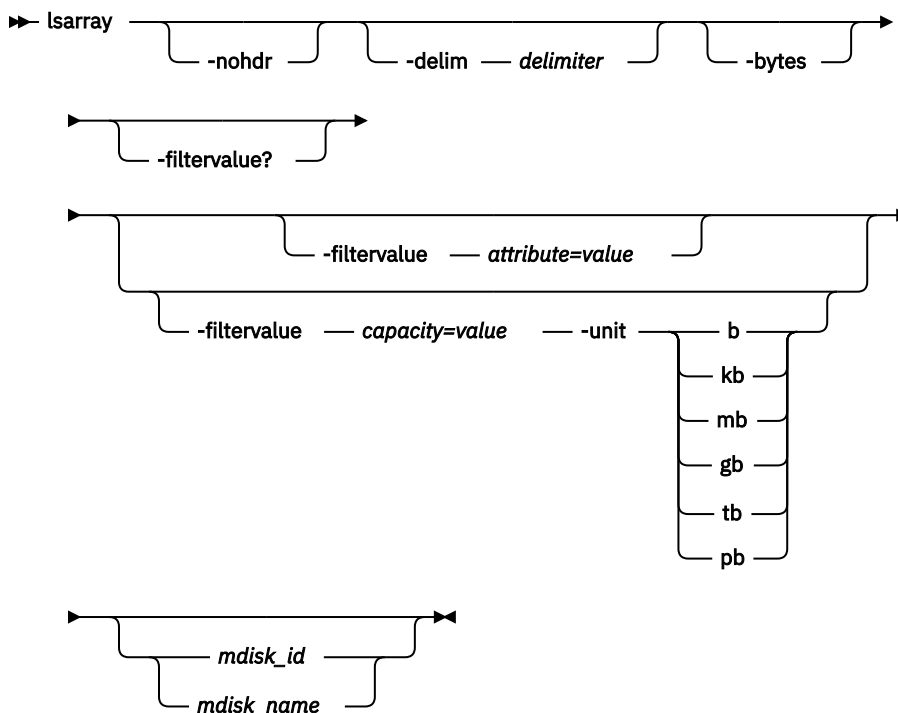 lsarray
-nohdr -delim delimiter -bytes
-filtervalue?
-filtervalue attribute=value
-filtervalue capacity=value -unit b
kb
mb
gb
tb
pb
mdisk_id
mdisk_name